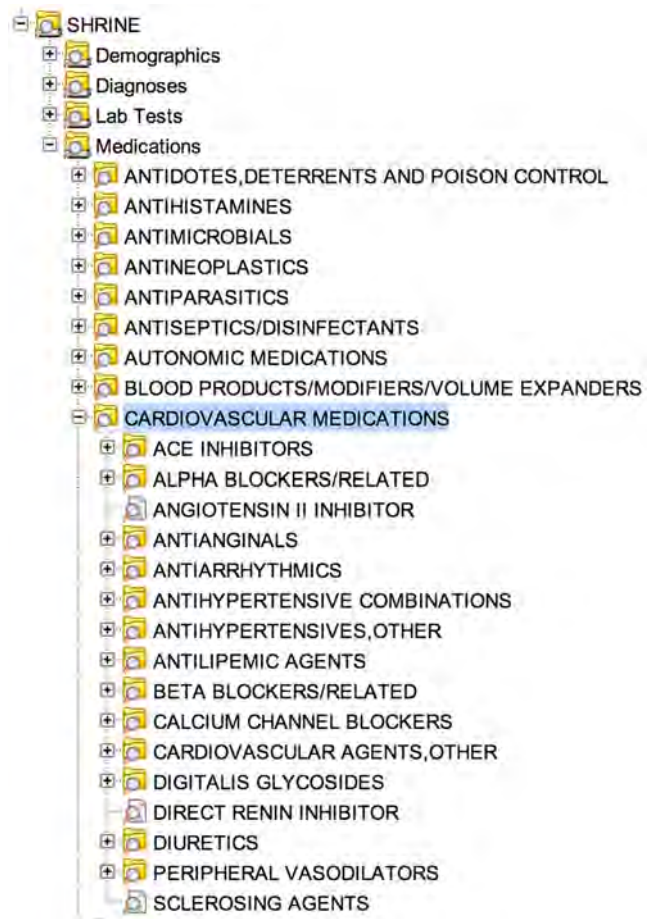 SHRINE
Demographics
Diagnoses
Lab Tests
Medications
ANTIDOTES,DETERRENTS AND POISON CONTROL
ANTIHISTAMINES
ANTIMICROBIALS
ANTINEOPLASTICS
ANTIPARASITICS
ANTISEPTICS/DISINFECTANTS
AUTONOMIC MEDICATIONS
BLOOD PRODUCTS/MODIFIERS/VOLUME EXPANDERS
CARDIOVASCULAR MEDICATIONS
ACE INHIBITORS
ALPHA BLOCKERS/RELATED
ANGIOTENSIN II INHIBITOR
ANTIANGINALS
ANTIARRHYTHMICS
ANTIHYPERTENSIVE COMBINATIONS
ANTIHYPERTENSIVES,OTHER
ANTILIPEMIC AGENTS
BETA BLOCKERS/RELATED
CALCIUM CHANNEL BLOCKERS
CARDIOVASCULAR AGENTS,OTHER
DIGITALIS GLYCOSIDES
DIRECT RENIN INHIBITOR
DIURETICS
PERIPHERAL VASODILATORS
SCLEROSING AGENTS